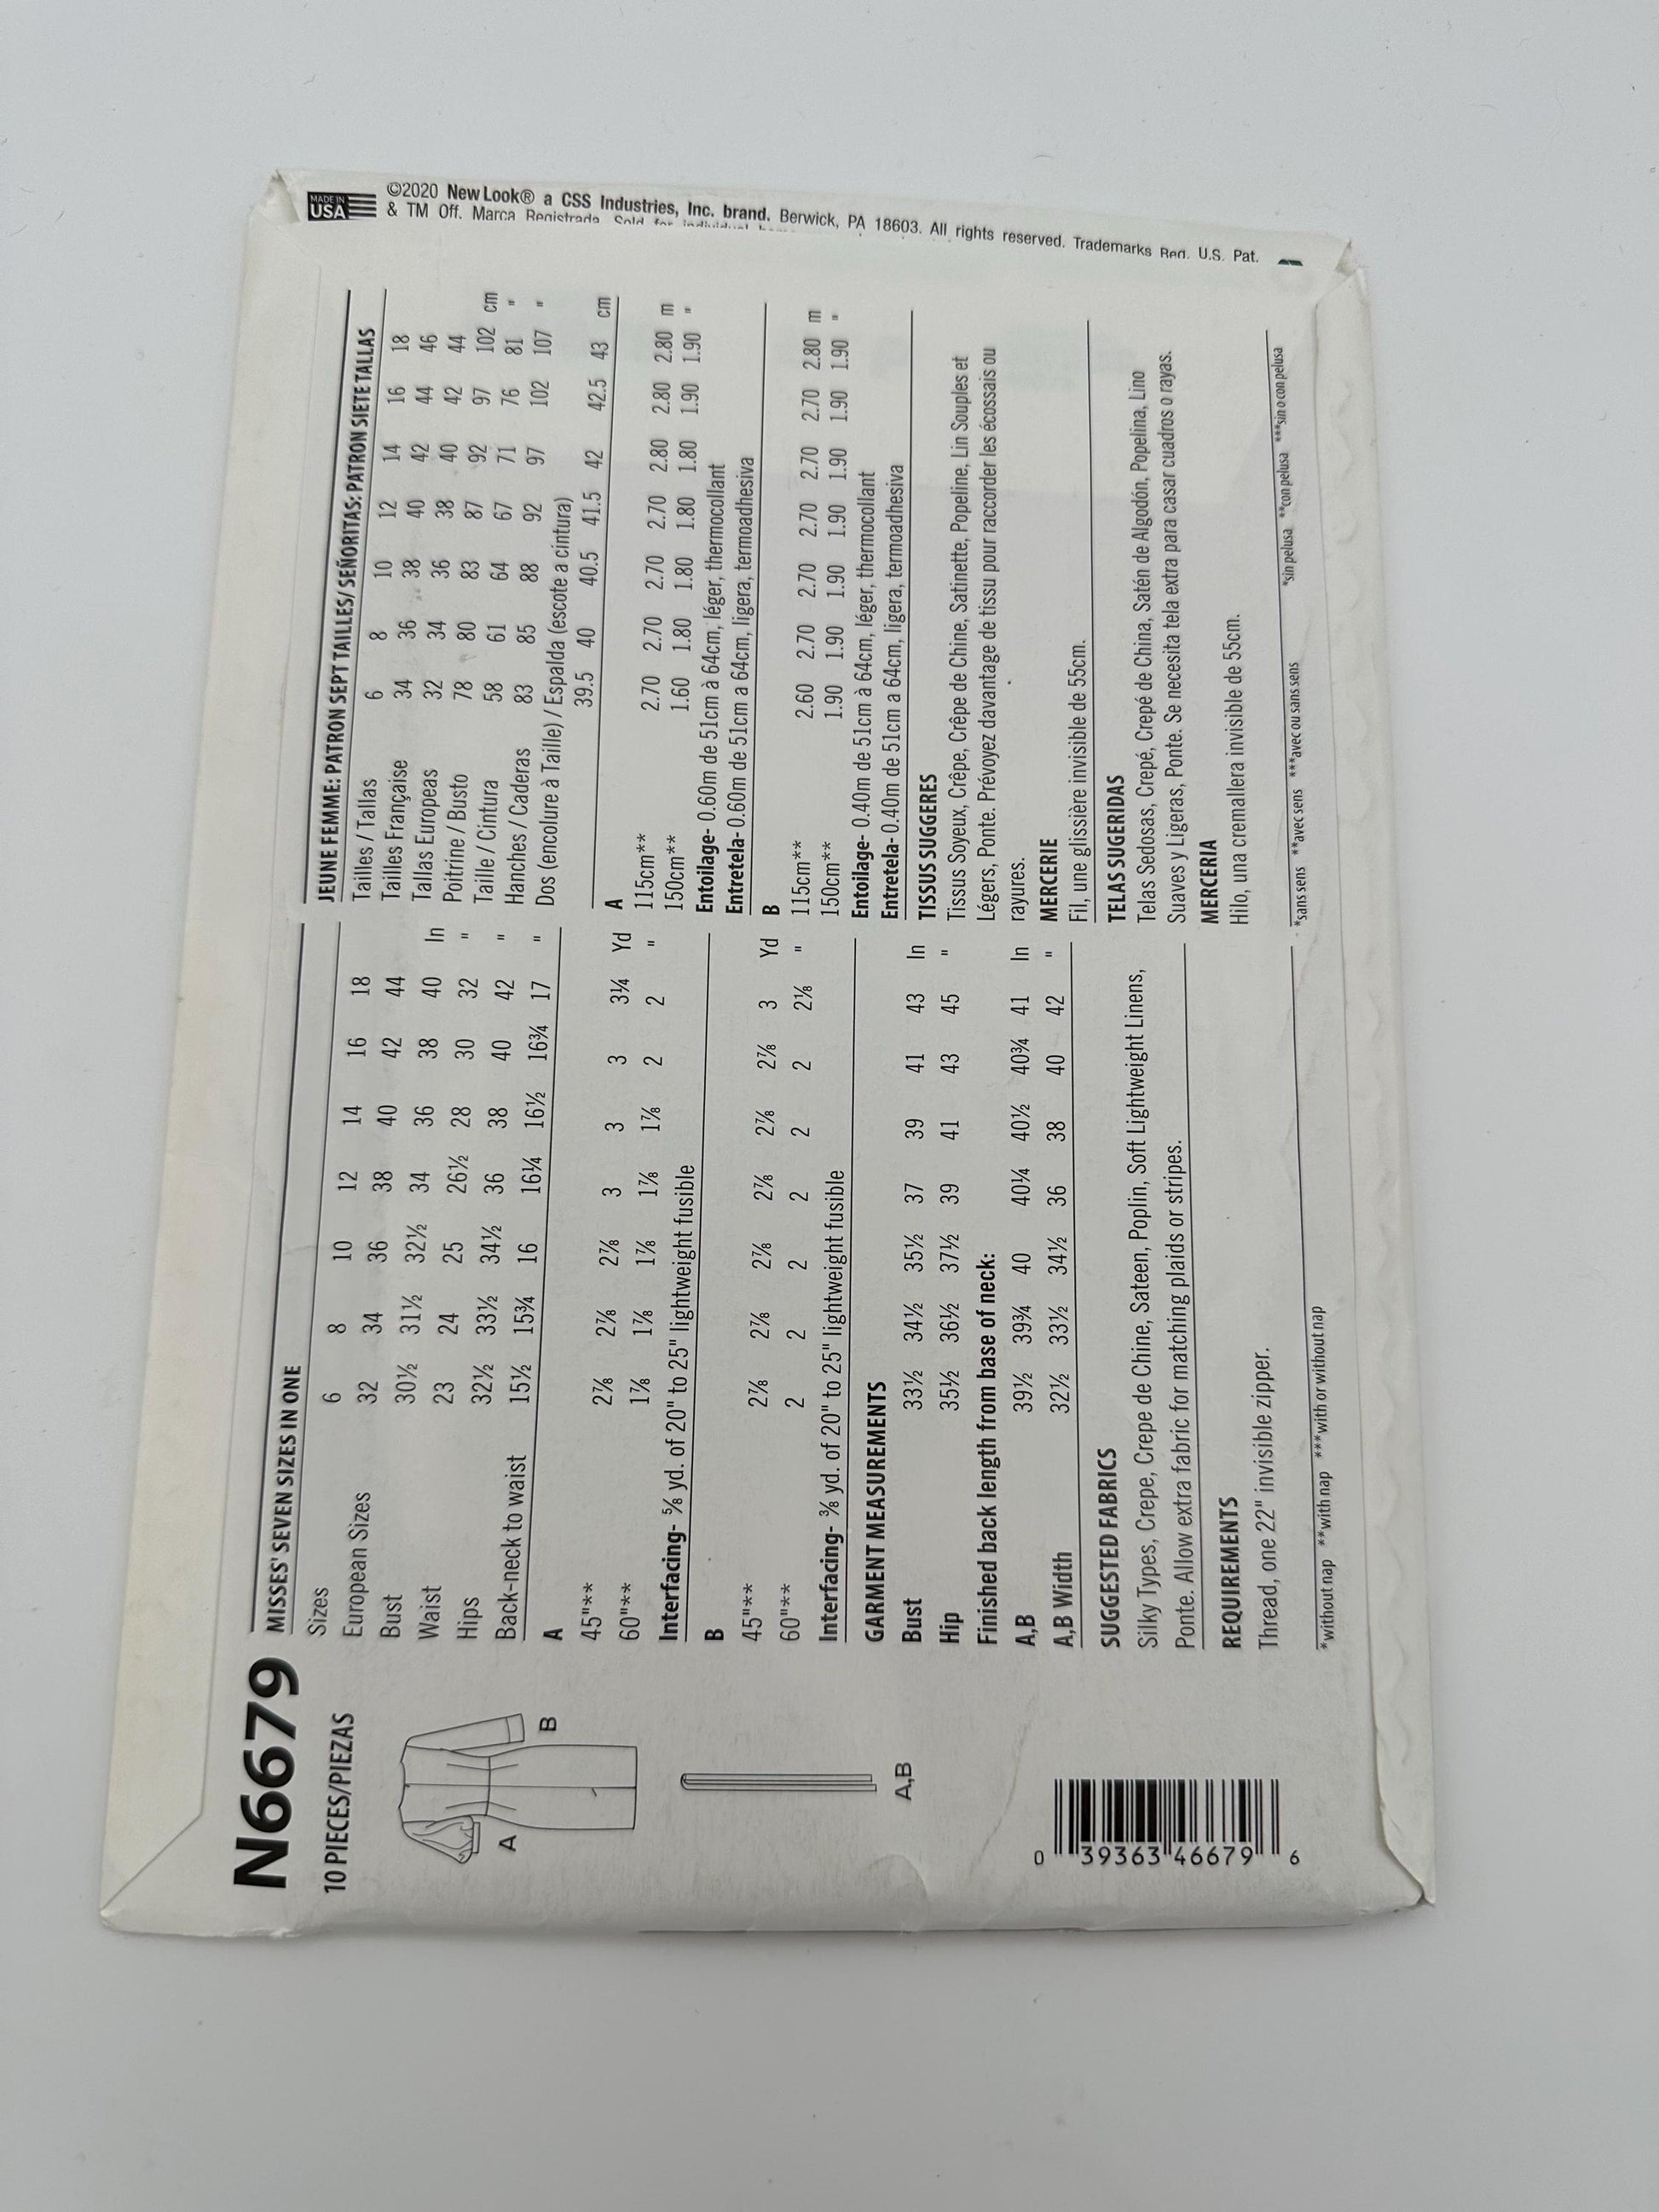 N6679
10 PIECES/PIEZAS
A
B
A,B
0 39363 46679 6
MISSES' SEVEN SIZES IN ONE
Sizes 6 8 10 12 14 16 18
European Sizes 32 34 36 38 40 42 44
Bust 30½ 31½ 32½ 34 36 38 40 In
Waist 23 24 25 26½ 28 30 32 "
Hips 32½ 33½ 34½ 36 38 40 42 "
Back-neck to waist 15½ 15¾ 16 16¼ 16½ 16¾ 17 "
A
45"** 2⅞ 2⅞ 2⅞ 3 3 3 3¼ Yd
60"** 1⅞ 1⅞ 1⅞ 1⅞ 1⅞ 2 2 "
Interfacing- ⅝ yd. of 20" to 25" lightweight fusible
B
45"** 2⅞ 2⅞ 2⅞ 2⅞ 2⅞ 2⅞ 3 Yd
60"** 2 2 2 2 2 2 2⅛ "
Interfacing- ⅜ yd. of 20" to 25" lightweight fusible
GARMENT MEASUREMENTS
Bust 33½ 34½ 35½ 37 39 41 43 In
Hip 35½ 36½ 37½ 39 41 43 45 "
Finished back length from base of neck:
A,B 39½ 39¾ 40 40¼ 40½ 40¾ 41 In
A,B Width 32½ 33½ 34½ 36 38 40 42 "
SUGGESTED FABRICS
Silky Types, Crepe, Crepe de Chine, Sateen, Poplin, Soft Lightweight Linens,
Ponte. Allow extra fabric for matching plaids or stripes.
REQUIREMENTS
Thread, one 22" invisible zipper.
*without nap **with nap ***with or without nap
JEUNE FEMME: PATRON SEPT TAILLES/ SEÑORITAS: PATRON SIETE TALLAS
Tailles / Tallas 6 8 10 12 14 16 18
Tailles Française 34 36 38 40 42 44 46
Tallas Europeas 32 34 36 38 40 42 44
Poitrine / Busto 78 80 83 87 92 97 102 cm
Taille / Cintura 58 61 64 67 71 76 81 "
Hanches / Caderas 83 85 88 92 97 102 107 "
Dos (encolure à Taille) / Espalda (escote a cintura)
39.5 40 40.5 41.5 42 42.5 43 cm
A
115cm** 2.70 2.70 2.70 2.70 2.80 2.80 2.80 m
150cm** 1.60 1.80 1.80 1.80 1.80 1.90 1.90 "
Entoilage- 0.60m de 51cm à 64cm, léger, thermocollant
Entretela- 0.60m de 51cm a 64cm, ligera, termoadhesiva
B
115cm** 2.60 2.70 2.70 2.70 2.70 2.70 2.80 m
150cm** 1.90 1.90 1.90 1.90 1.90 1.90 1.90 "
Entoilage- 0.40m de 51cm à 64cm, léger, thermocollant
Entretela- 0.40m de 51cm a 64cm, ligera, termoadhesiva
TISSUS SUGGERES
Tissus Soyeux, Crêpe, Crêpe de Chine, Satinette, Popeline, Lin Souples et
Légers, Ponte. Prévoyez davantage de tissu pour raccorder les écossais ou
rayures.
MERCERIE
Fil, une glissière invisible de 55cm.
TELAS SUGERIDAS
Telas Sedosas, Crepé, Crepé de China, Satén de Algodón, Popelina, Lino
Suaves y Ligeras, Ponte. Se necesita tela extra para casar cuadros o rayas.
MERCERIA
Hilo, una cremallera invisible de 55cm.
*sans sens **avec sens ***avec ou sans sens *sin pelusa **con pelusa ***sin o con pelusa
MADE IN
USA
©2020 New Look® a CSS Industries, Inc. brand. Berwick, PA 18603. All rights reserved. Trademarks Reg. U.S. Pat.
& TM Off. Marca Registrada. Sold for individual